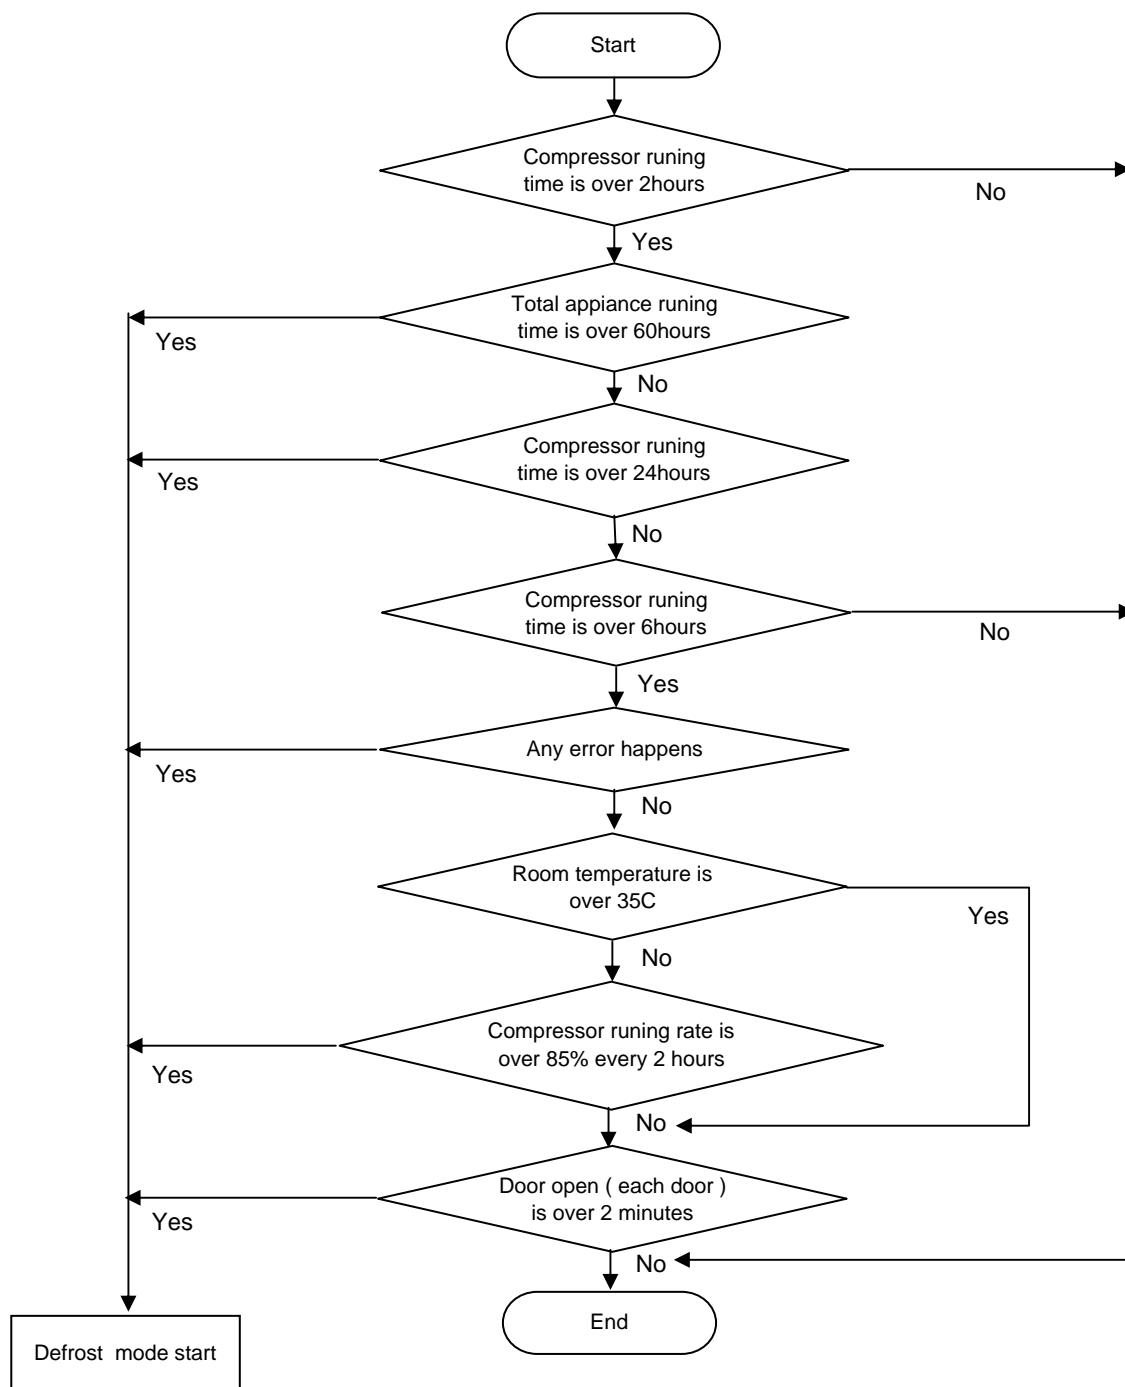 Start
Compressor runing
time is over 2hours
No
Yes
Total appiance runing
time is over 60hours
Yes
No
Compressor runing
time is over 24hours
Yes
No
Compressor runing
time is over 6hours
No
Yes
Any error happens
Yes
No
Room temperature is
over 35C
Yes
No
Compressor runing rate is
over 85% every 2 hours
Yes
No
Door open ( each door )
is over 2 minutes
Yes
No
End
Defrost  mode start